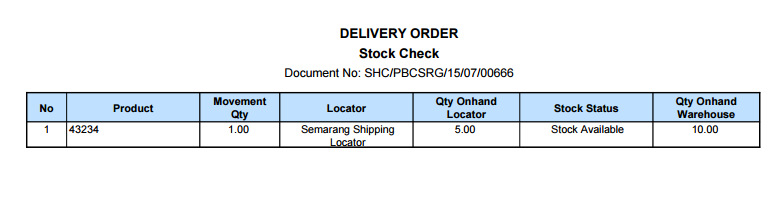 DELIVERY ORDER
Stock Check
Document No: SHC/PBCSRG/15/07/00666
No Product Movement Qty Locator Qty Onhand Locator Stock Status Qty Onhand Warehouse
1 43234 1.00 Semarang Shipping Locator 5.00 Stock Available 10.00